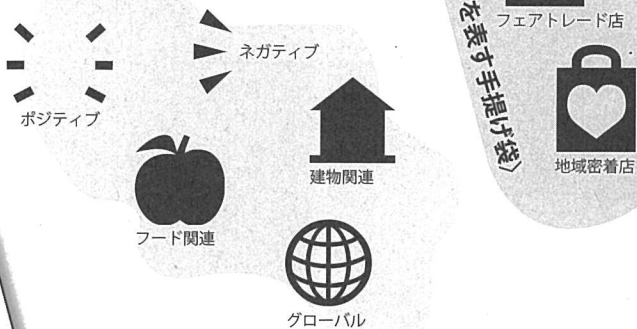 ポジティブ
ネガティブ
建物関連
フード関連
グローバル
を表す手提げ袋〉
フェアトレード店
地域密着店